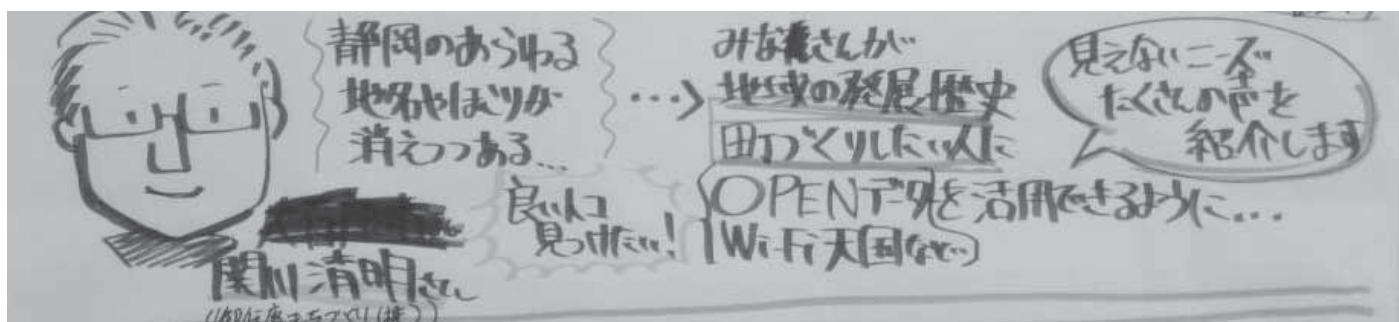 静岡のあらゆる
地名やほこりが
消えつつある…
みなさんが
地域の発展歴史
町づくりしたい人に
OPENデータを活用できるように…
(Wi-Fi天国など…)
見えないニーズ
たくさんの声を
紹介します
良いトコ
見つけたい!
関川清明さん